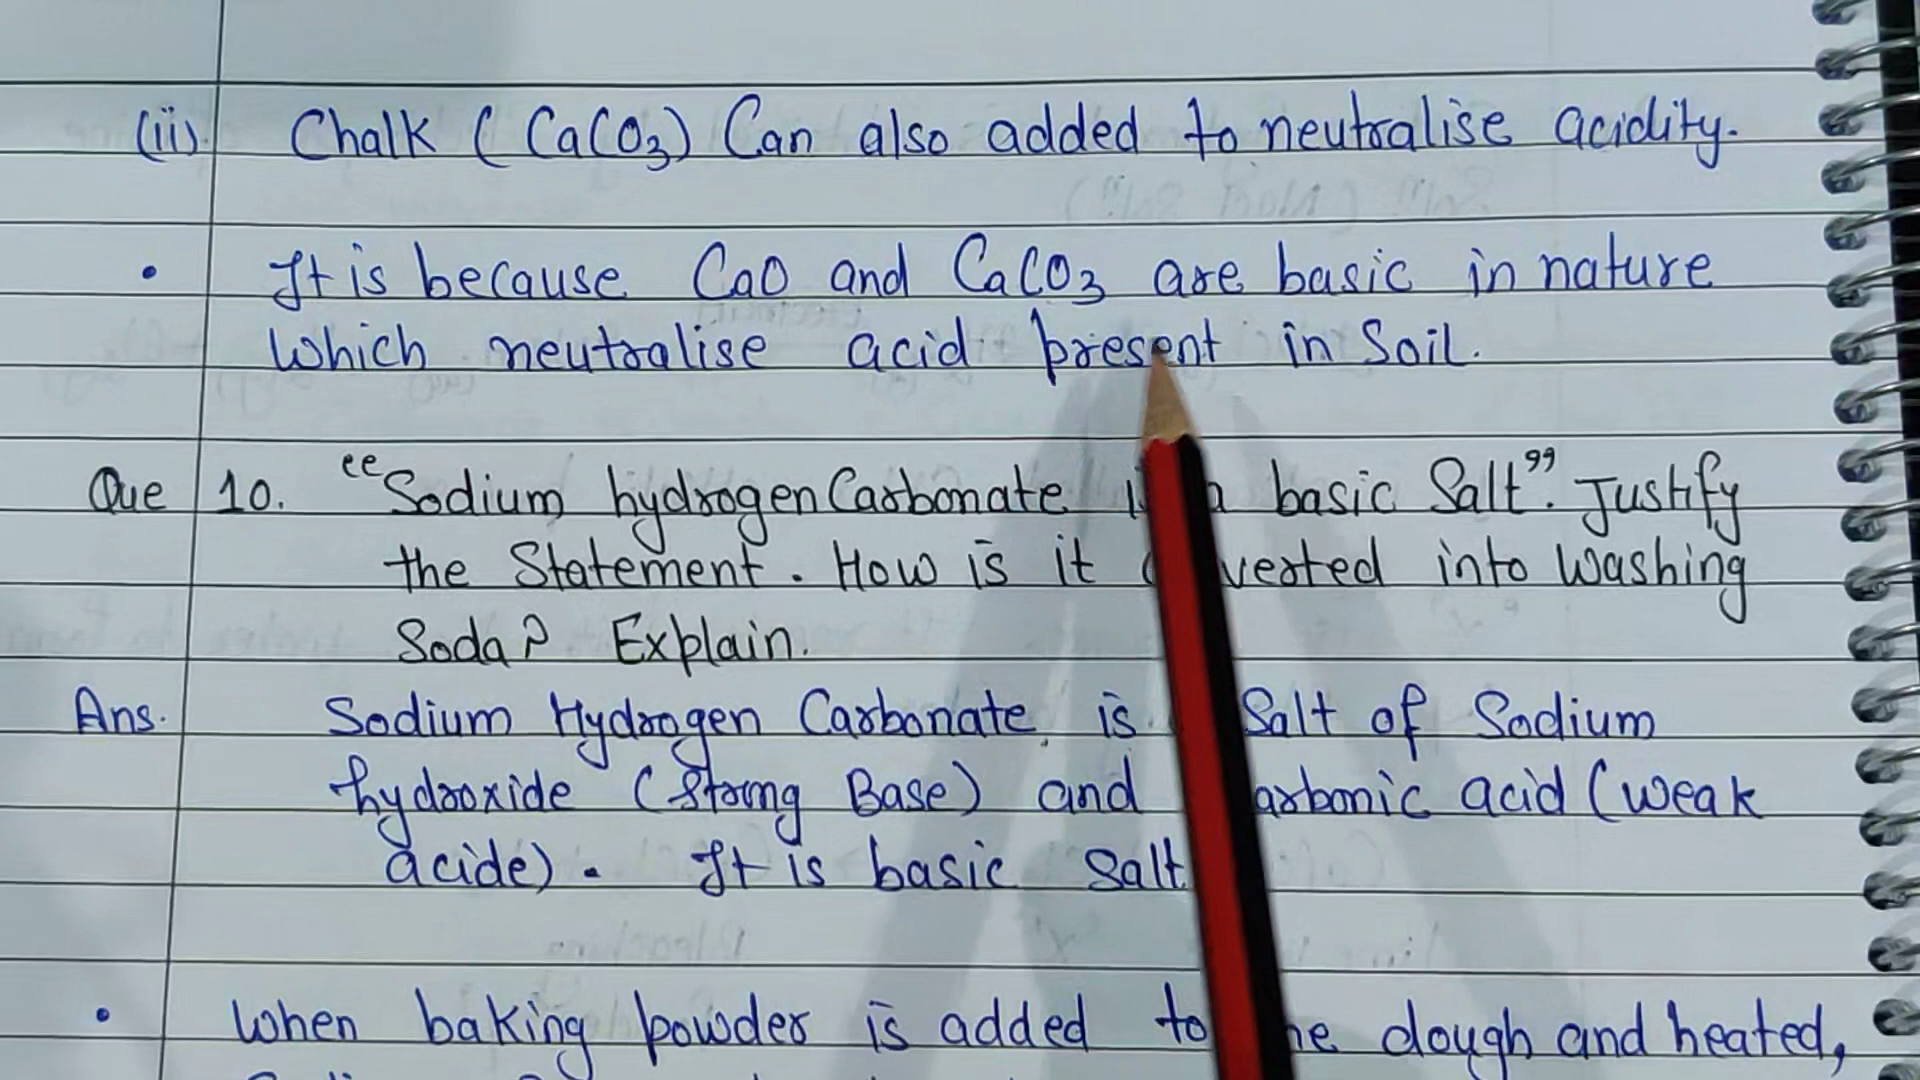 (ii). Chalk ( CaCO3) Can also added to neutralise acidity.
• It is because CaO and CaCO3 are basic in nature
which neutralise acid present in Soil.
Que 10. “Sodium hydrogen Carbonate a basic Salt”. Justify
the Statement. How is it into Washing
Soda? Explain.
Ans. Sodium Hydrogen Carbonate is Salt of Sodium
hydroxide (Strong Base) and acid (weak
acide). It is basic Salt
• When baking powder is added to dough and heated,